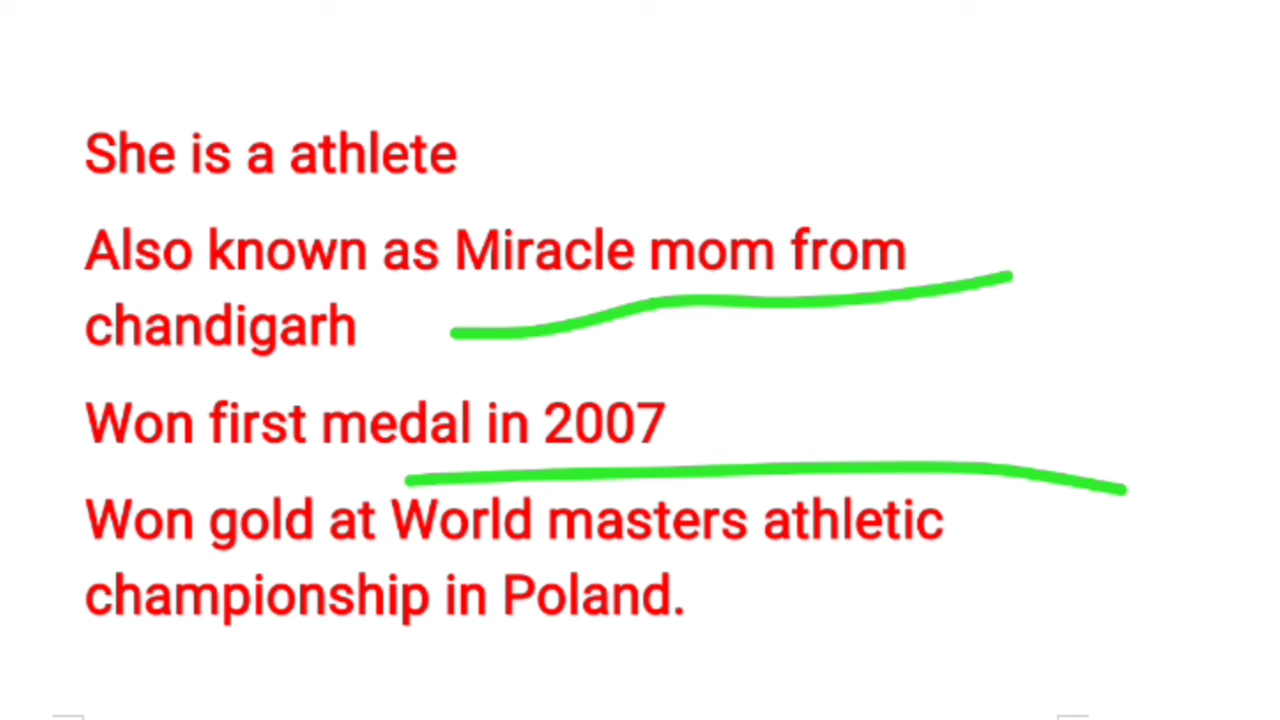 She is a athlete
Also known as Miracle mom from
chandigarh
Won first medal in 2007
Won gold at World masters athletic
championship in Poland.